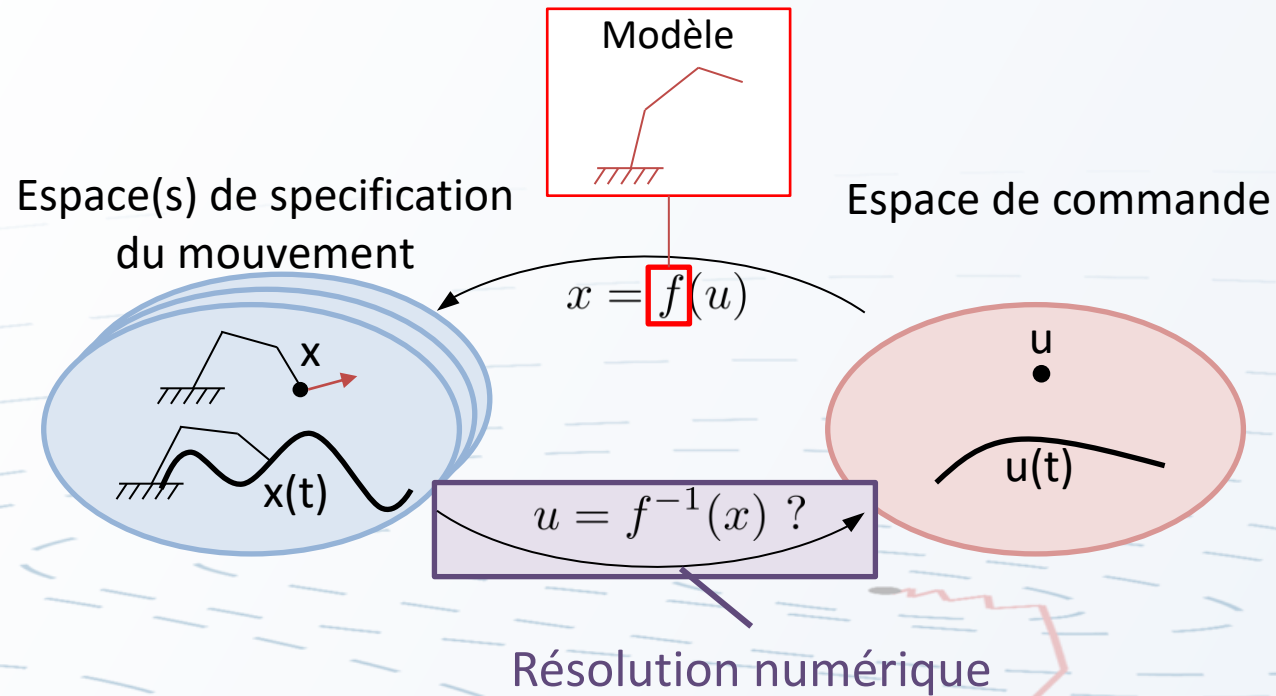 Modèle
Espace(s) de specification
du mouvement
Espace de commande
x = f(u)
x
u
x(t)
u(t)
u = f⁻¹(x) ?
Résolution numérique